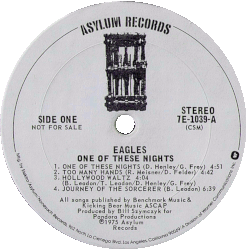 ASYLUM RECORDS
SIDE ONE
NOT FOR SALE
STEREO
7E-1039-A
(CSM)
EAGLES
ONE OF THESE NIGHTS
1. ONE OF THESE NIGHTS (D. Henley/G. Frey) 4:51
2. TOO MANY HANDS (R. Meisner/D. Felder) 4:40
3. HOLLYWOOD WALTZ 4:04
(B. Leadon/T. Leadon/D. Henley/G. Frey)
4. JOURNEY OF THE SORCERER (B. Leadon) 6:39
All songs published by Benchmark Music &
Kicking Bear Music ASCAP
Produced by Bill Szymczyk for
Pandora Productions
©1975 Asylum
Records